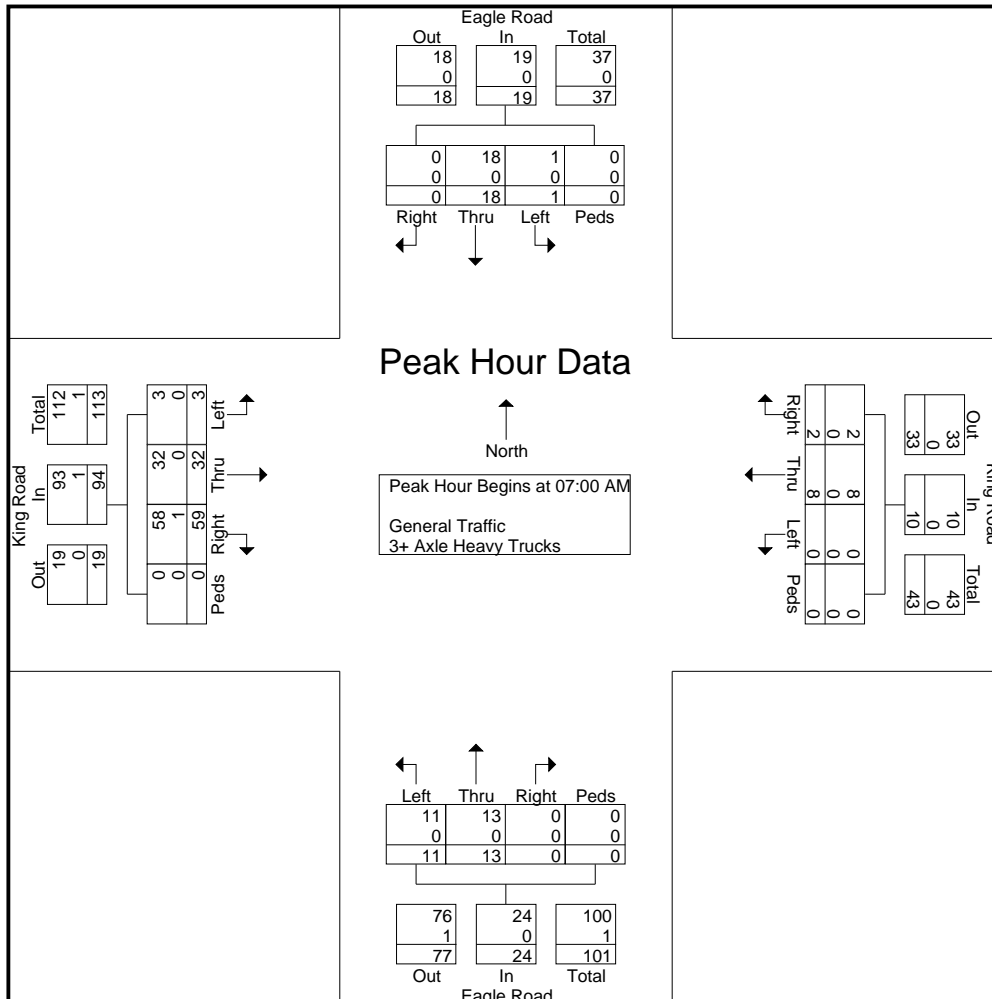 Eagle Road
Out In Total
18 19 37
0 0 0
18 19 37
0 18 1 0
0 0 0 0
0 18 1 0
Right Thru Left Peds
Peak Hour Data
North
Peak Hour Begins at 07:00 AM
General Traffic
3+ Axle Heavy Trucks
King Road
Out In Total
19 93 112
0 1 1
19 94 113
Left Thru Right Peds
3 32 58 0
0 0 1 0
3 32 59 0
King Road
Out In Total
33 10 43
0 0 0
33 10 43
Right Thru Left Peds
2 8 0 0
0 0 0 0
2 8 0 0
Left Thru Right Peds
11 13 0 0
0 0 0 0
11 13 0 0
76 24 100
1 0 1
77 24 101
Out In Total
Eagle Road